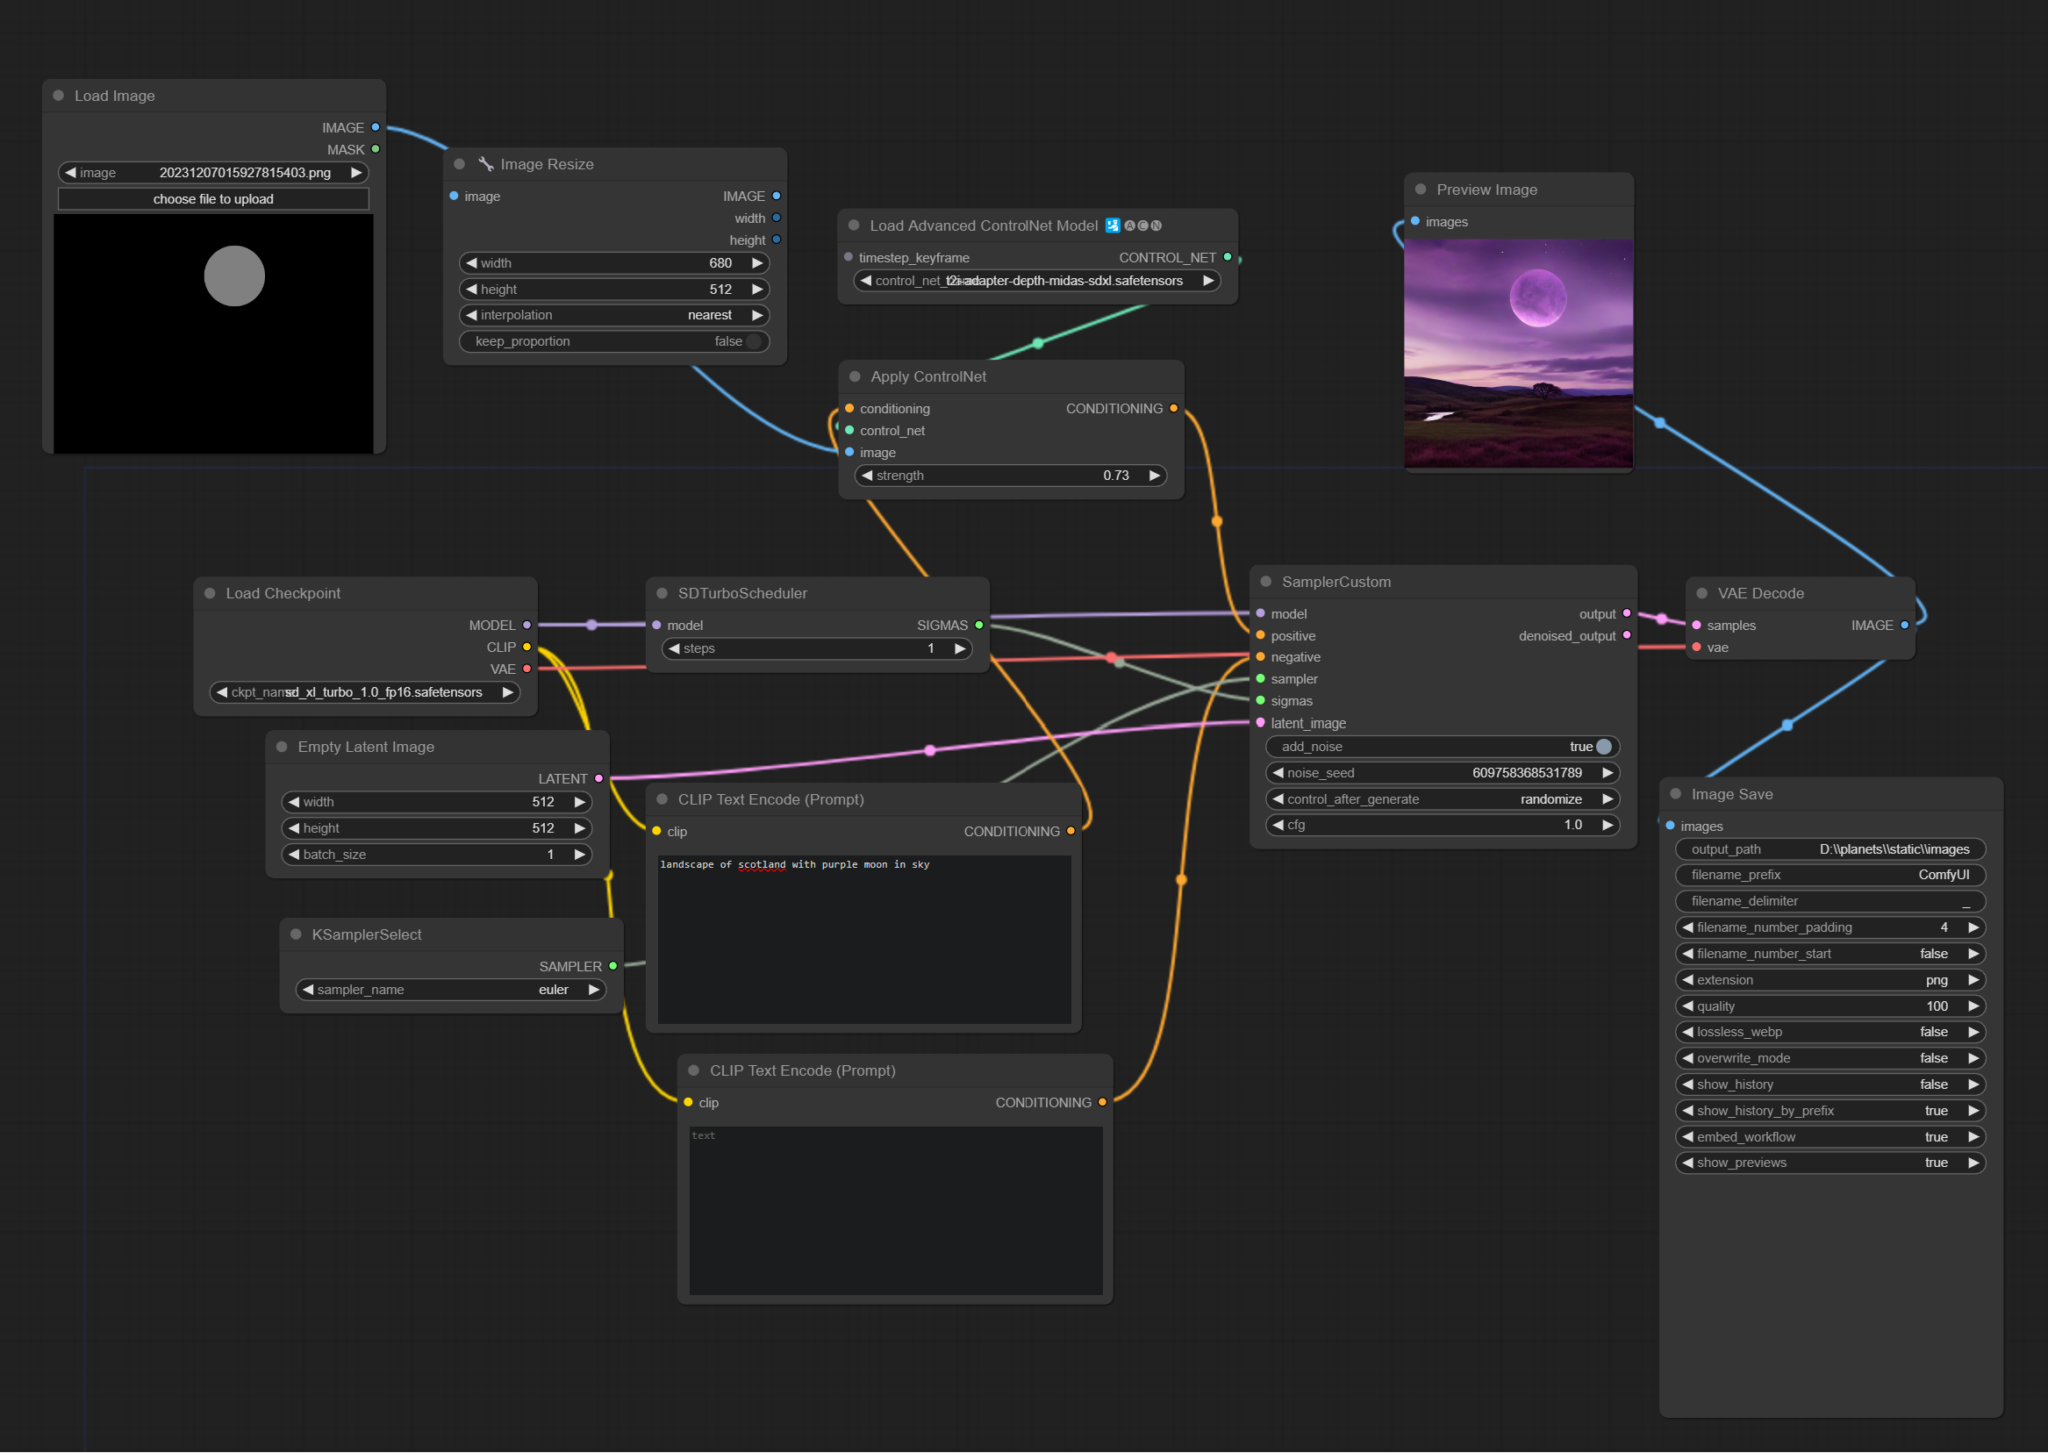 Load Image
IMAGE
MASK
image 20231207015927815403.png
choose file to upload
Image Resize
image IMAGE
width
height
width 680
height 512
interpolation nearest
keep_proportion false
Load Advanced ControlNet Model 🛂🅐🅒🅝
timestep_keyframe CONTROL_NET
control_net_ t2i-adapter-depth-midas-sdxl.safetensors
Apply ControlNet
conditioning CONDITIONING
control_net
image
strength 0.73
Preview Image
images
Load Checkpoint
MODEL
CLIP
VAE
ckpt_name sd_xl_turbo_1.0_fp16.safetensors
SDTurboScheduler
model SIGMAS
steps 1
Empty Latent Image
LATENT
width 512
height 512
batch_size 1
KSamplerSelect
SAMPLER
sampler_name euler
CLIP Text Encode (Prompt)
clip CONDITIONING
landscape of scotland with purple moon in sky
CLIP Text Encode (Prompt)
clip CONDITIONING
text
SamplerCustom
model output
positive denoised_output
negative
sampler
sigmas
latent_image
add_noise true
noise_seed 609758368531789
control_after_generate randomize
cfg 1.0
VAE Decode
samples IMAGE
vae
Image Save
images
output_path D:\\planets\\static\\images
filename_prefix ComfyUI
filename_delimiter _
filename_number_padding 4
filename_number_start false
extension png
quality 100
lossless_webp false
overwrite_mode false
show_history false
show_history_by_prefix true
embed_workflow true
show_previews true